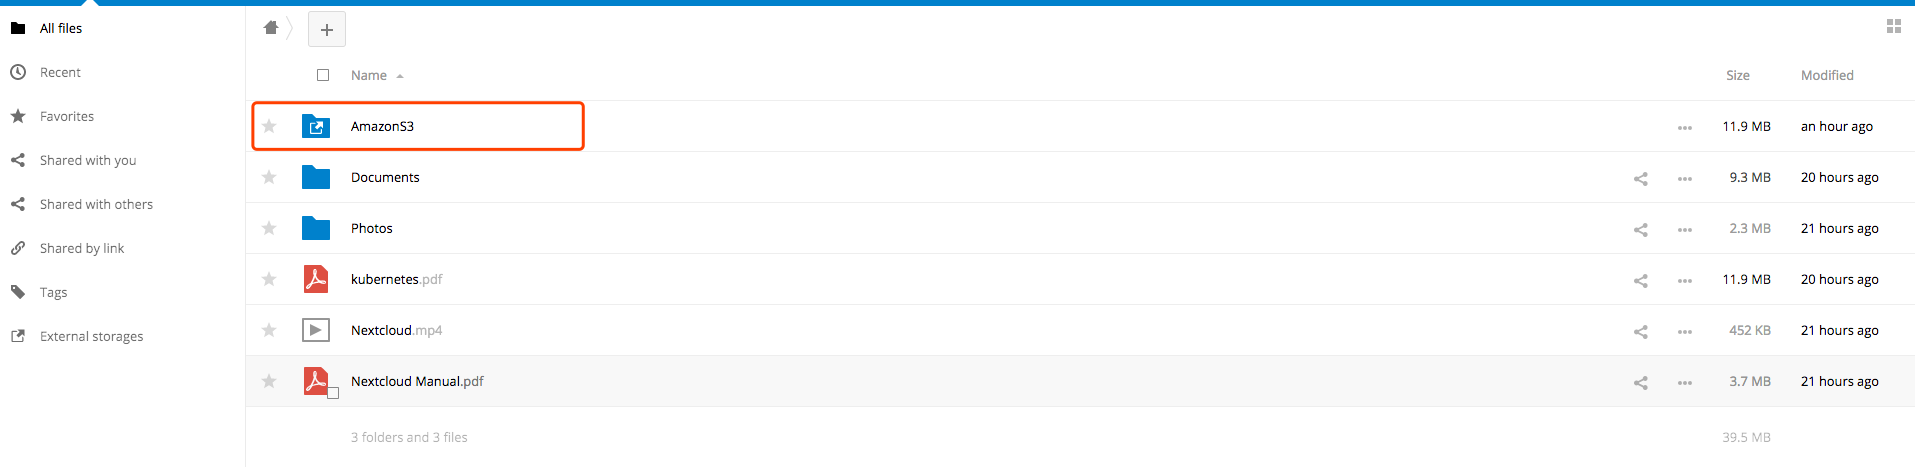 All files
Recent
Favorites
Shared with you
Shared with others
Shared by link
Tags
External storages
Name Size Modified
AmazonS3 11.9 MB an hour ago
Documents 9.3 MB 20 hours ago
Photos 2.3 MB 21 hours ago
kubernetes.pdf 11.9 MB 20 hours ago
Nextcloud.mp4 452 KB 21 hours ago
Nextcloud Manual.pdf 3.7 MB 21 hours ago
3 folders and 3 files 39.5 MB